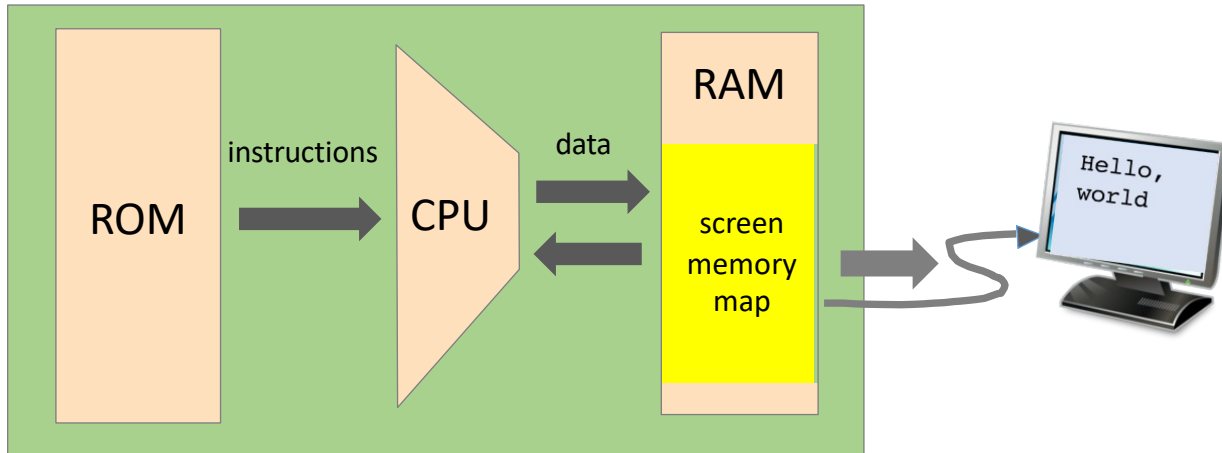 ROM
instructions
CPU
data
RAM
screen
memory
map
Hello,
world